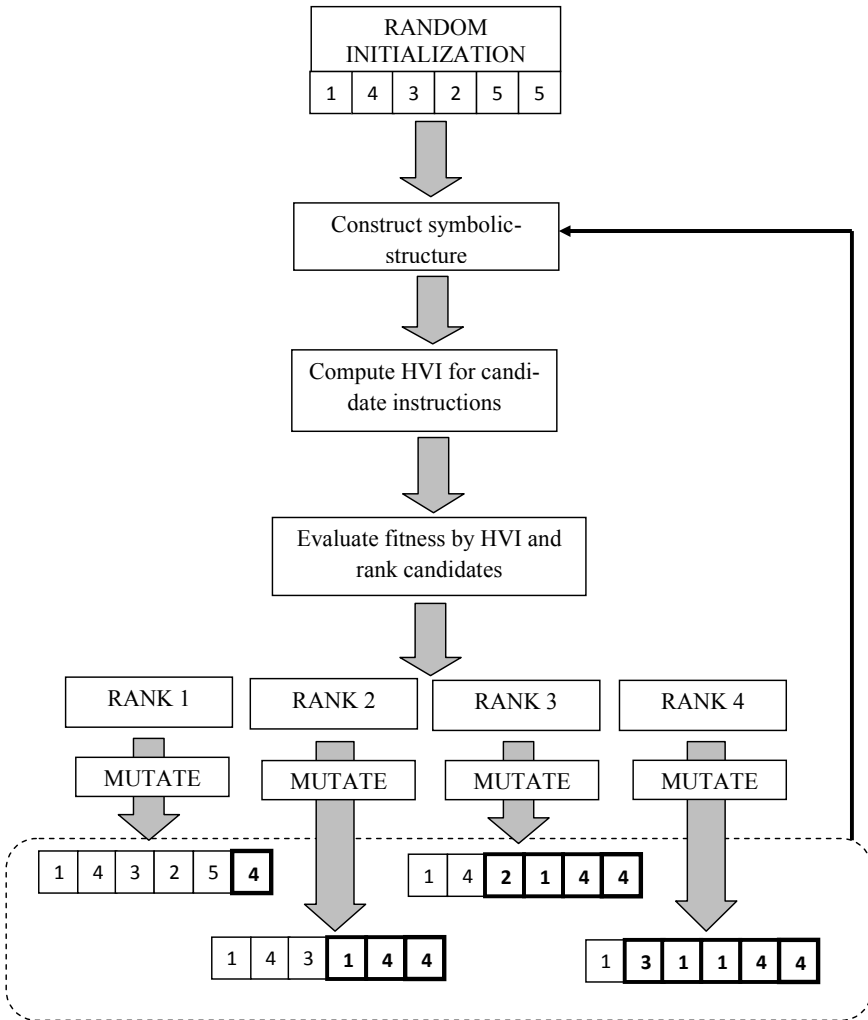 RANDOM
INITIALIZATION
1 4 3 2 5 5
Construct symbolic-
structure
Compute HVI for candi-
date instructions
Evaluate fitness by HVI and
rank candidates
RANK 1 RANK 2 RANK 3 RANK 4
MUTATE MUTATE MUTATE MUTATE
1 4 3 2 5 4
1 4 2 1 4 4
1 4 3 1 4 4
1 3 1 1 4 4